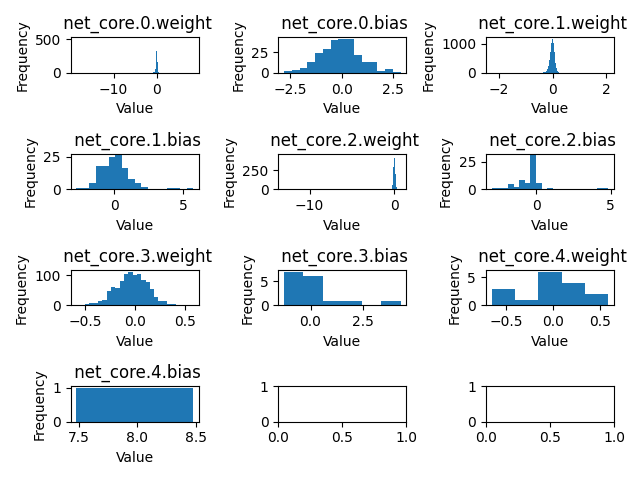 net_core.0.weight
net_core.0.bias
net_core.1.weight
Frequency
500
0
−10
0
Value
Frequency
25
0
−2.5
0.0
2.5
Value
Frequency
1000
0
−2
0
2
Value
net_core.1.bias
net_core.2.weight
net_core.2.bias
Frequency
25
0
0
5
Value
Frequency
250
0
−10
0
Value
Frequency
25
0
0
5
Value
net_core.3.weight
net_core.3.bias
net_core.4.weight
Frequency
100
0
−0.5
0.0
0.5
Value
Frequency
5
0
0.0
2.5
Value
Frequency
5
0
−0.5
0.0
0.5
Value
net_core.4.bias
Frequency
1
0
7.5
8.0
8.5
Value
1
0
0.0
0.5
1.0
1
0
0.0
0.5
1.0